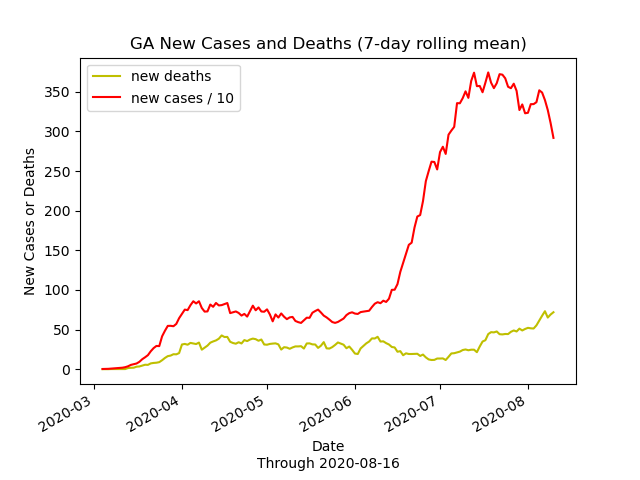 GA New Cases and Deaths (7-day rolling mean)
new deaths
new cases / 10
350
300
250
200
150
100
50
0
New Cases or Deaths
2020-03
2020-04
2020-05
2020-06
2020-07
2020-08
Date
Through 2020-08-16